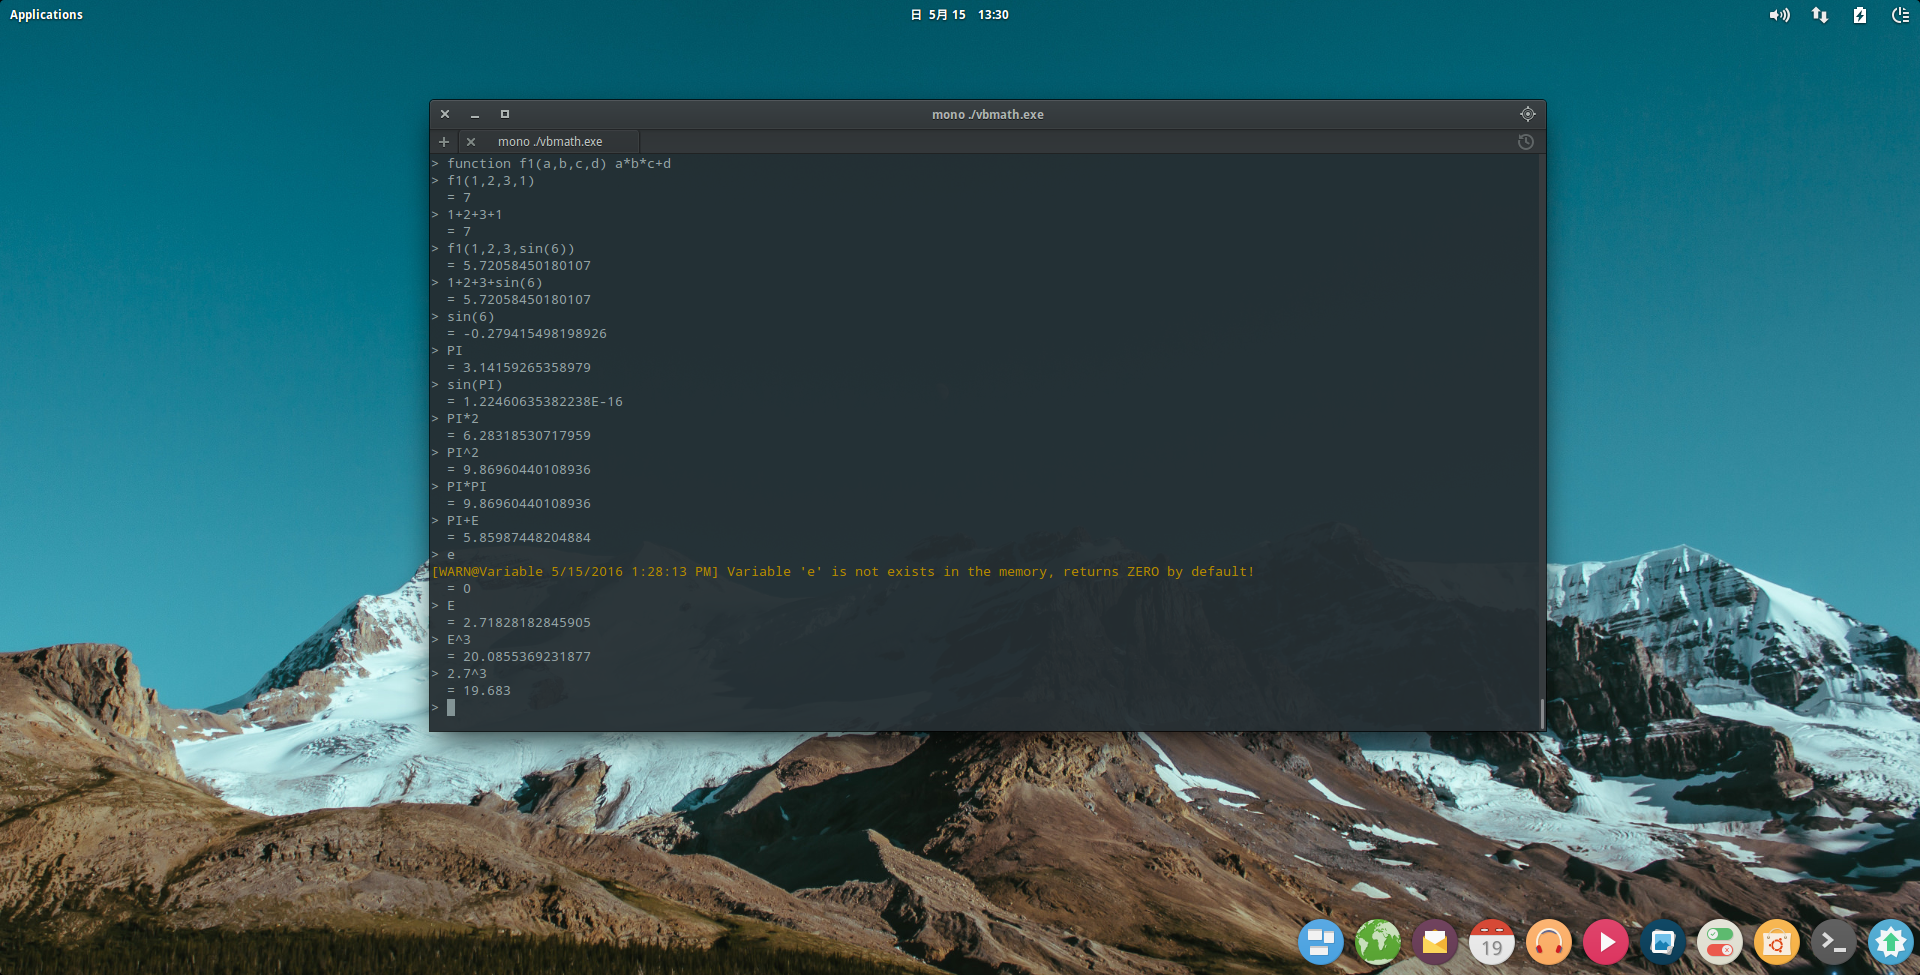 Applications
日 5月 15 13:30
mono ./vbmath.exe
mono ./vbmath.exe
> function f1(a,b,c,d) a*b*c+d
> f1(1,2,3,1)
= 7
> 1+2+3+1
= 7
> f1(1,2,3,sin(6))
= 5.72058450180107
> 1+2+3+sin(6)
= 5.72058450180107
> sin(6)
= -0.279415498198926
> PI
= 3.14159265358979
> sin(PI)
= 1.22460635382238E-16
> PI*2
= 6.28318530717959
> PI^2
= 9.86960440108936
> PI*PI
= 9.86960440108936
> PI+E
= 5.85987448204884
> e
[WARN@Variable 5/15/2016 1:28:13 PM] Variable 'e' is not exists in the memory, returns ZERO by default!
= 0
> E
= 2.71828182845905
> E^3
= 20.0855369231877
> 2.7^3
= 19.683
>
19